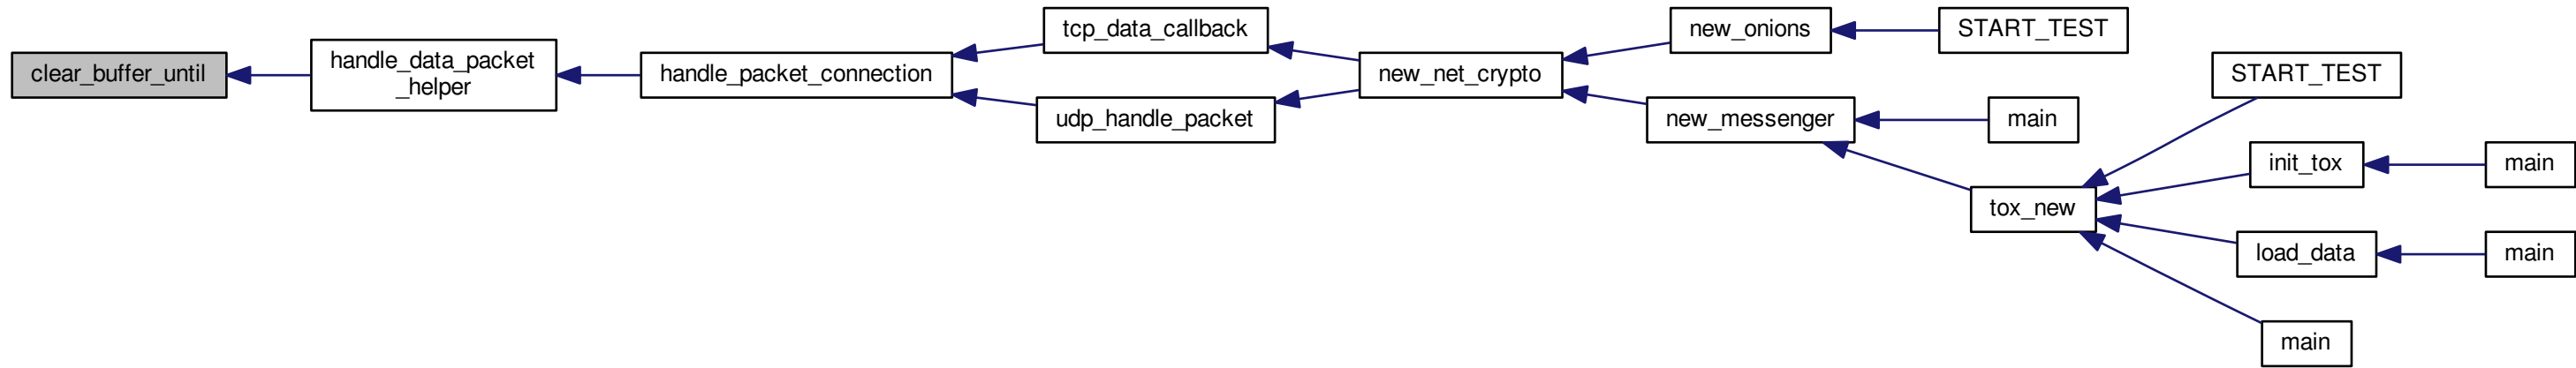 clear_buffer_until
handle_data_packet
_helper
handle_packet_connection
tcp_data_callback
udp_handle_packet
new_net_crypto
new_onions
new_messenger
START_TEST
main
tox_new
START_TEST
init_tox
load_data
main
main
main